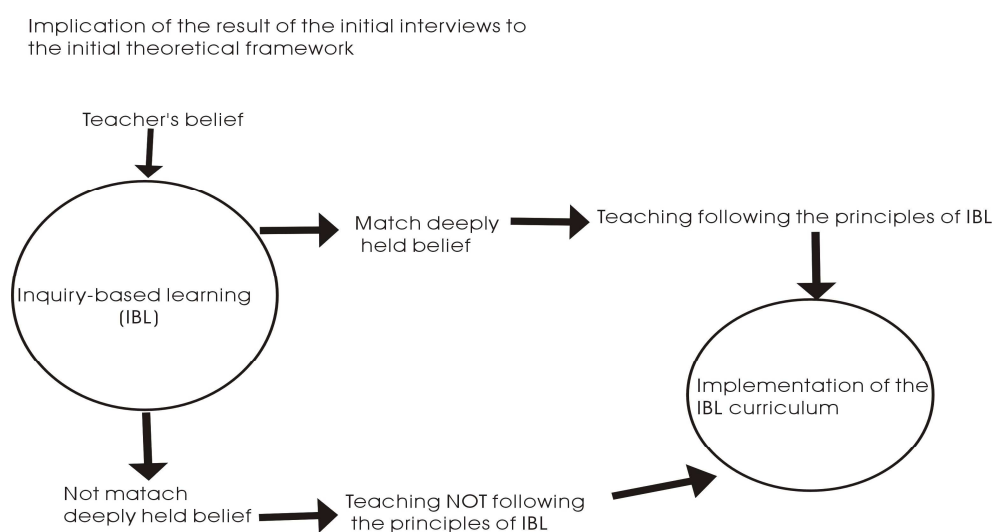 Implication of the result of the initial interviews to
the initial theoretical framework
Teacher's belief
Inquiry-based learning
(IBL)
Match deeply
held belief
Teaching following the principles of IBL
Implementation of the
IBL curriculum
Not matach
deeply held belief
Teaching NOT following
the principles of IBL